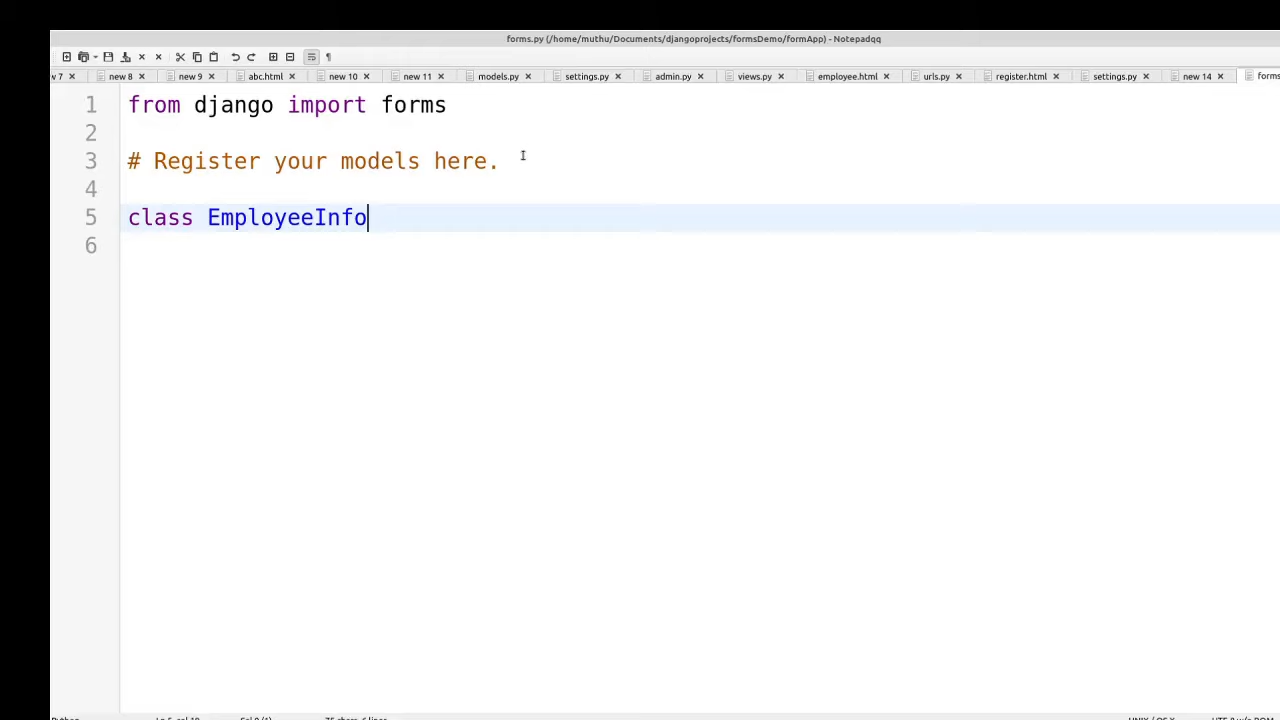 forms.py (/home/muthu/Documents/djangoprojects/formsDemo/formApp) - Notepadqq
w 7 new 8 new 9 abc.html new 10 new 11 models.py settings.py admin.py views.py employee.html urls.py register.html settings.py new 14 forms
1 from django import forms
2
3 # Register your models here.
4
5 class EmployeeInfo
6